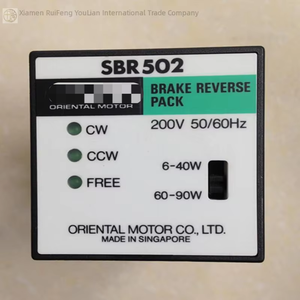 Xiamen RuiFeng YouLian International Trade Company
SBR502
ORIENTAL MOTOR
BRAKE REVERSE
PACK
CW
200V 50/60Hz
CCW
6-40W
FREE
60-90W
ORIENTAL MOTOR CO., LTD.
MADE IN SINGAPORE